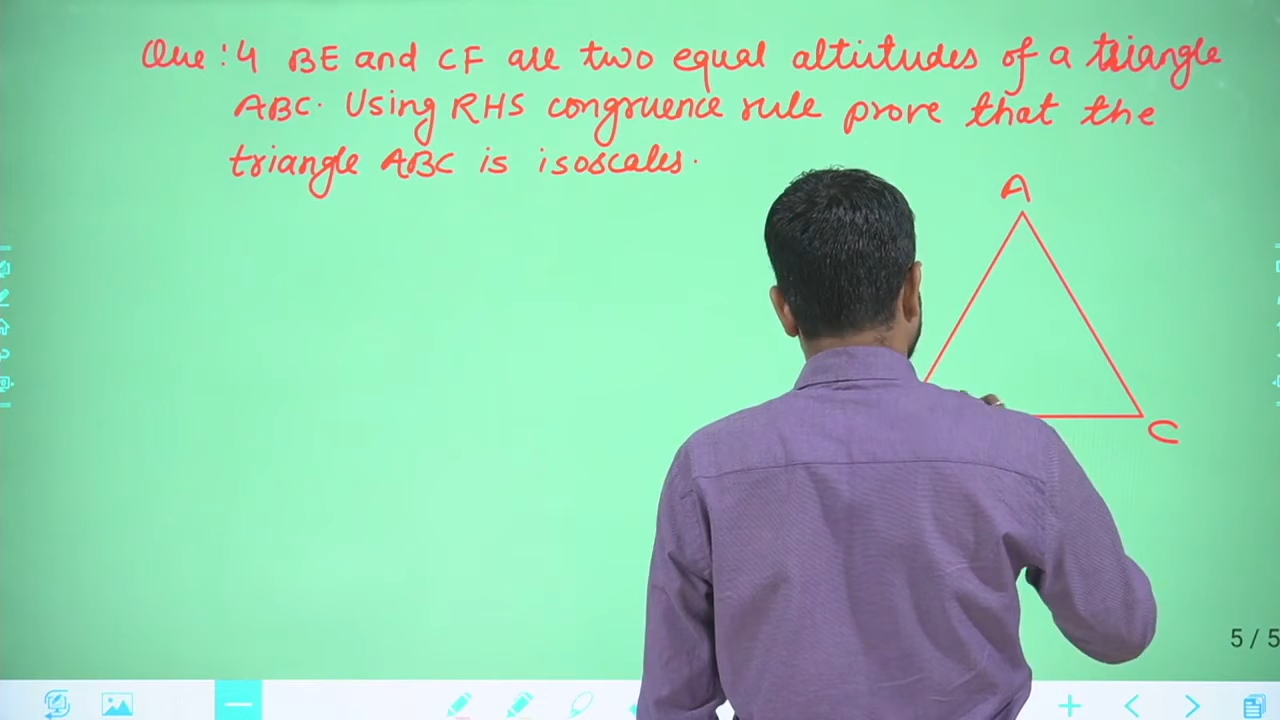 Que : 4 BE and CF are two equal altitudes of a triangle
ABC. Using RHS congruence rule prove that the
triangle ABC is isoscales.
A
C
5 / 5